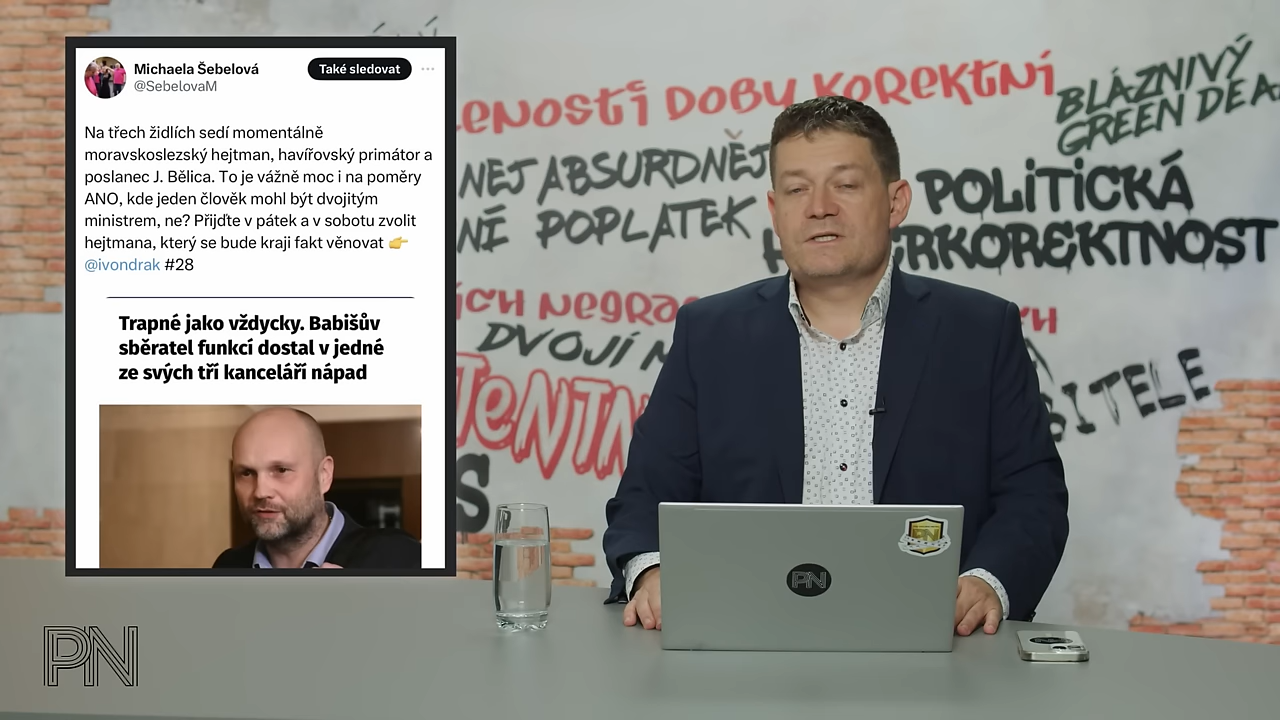 Michaela Šebelová
@SebelovaM
Také sledovat
Na třech židlích sedí momentálně
moravskoslezský hejtman, havířovský primátor a
poslanec J. Bělica. To je vážně moc i na poměry
ANO, kde jeden člověk mohl být dvojitým
ministrem, ne? Přijďte v pátek a v sobotu zvolit
hejtmana, který se bude kraji fakt věnovat 👉
@ivondrak #28
Trapné jako vždycky. Babišův
sběratel funkcí dostal v jedné
ze svých tří kanceláří nápad
DOBY KOREKTNÍ
BLÁZNIVÝ
GREEN DEA
NEJ ABSURDNĚJ
NÍ POPLATEK
POLITICKÁ
H ERKOREKTNOST
DVOJÍ
PN
PN
PN